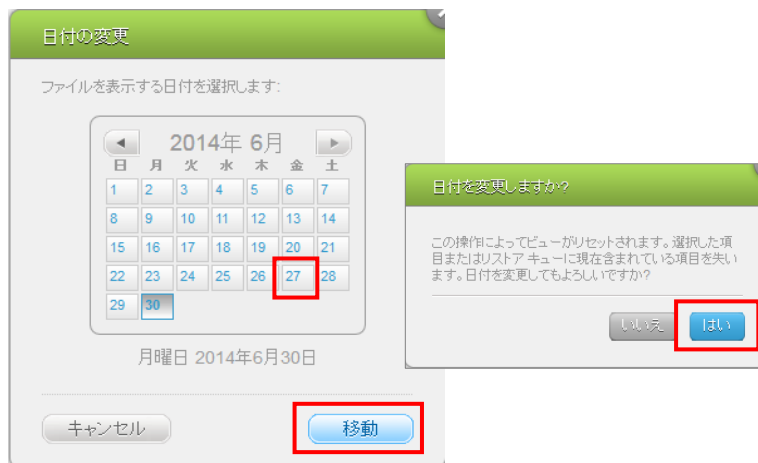 日付の変更
ファイルを表示する日付を選択します:
2014年 6月
日 月 火 水 木 金 土
1 2 3 4 5 6 7
8 9 10 11 12 13 14
15 16 17 18 19 20 21
22 23 24 25 26 27 28
29 30
月曜日 2014年6月30日
キャンセル 移動
日付を変更しますか?
この操作によってビューがリセットされます。選択した項
目またはリストア キューに現在含まれている項目を失い
ます。日付を変更してもよろしいですか?
いいえ はい